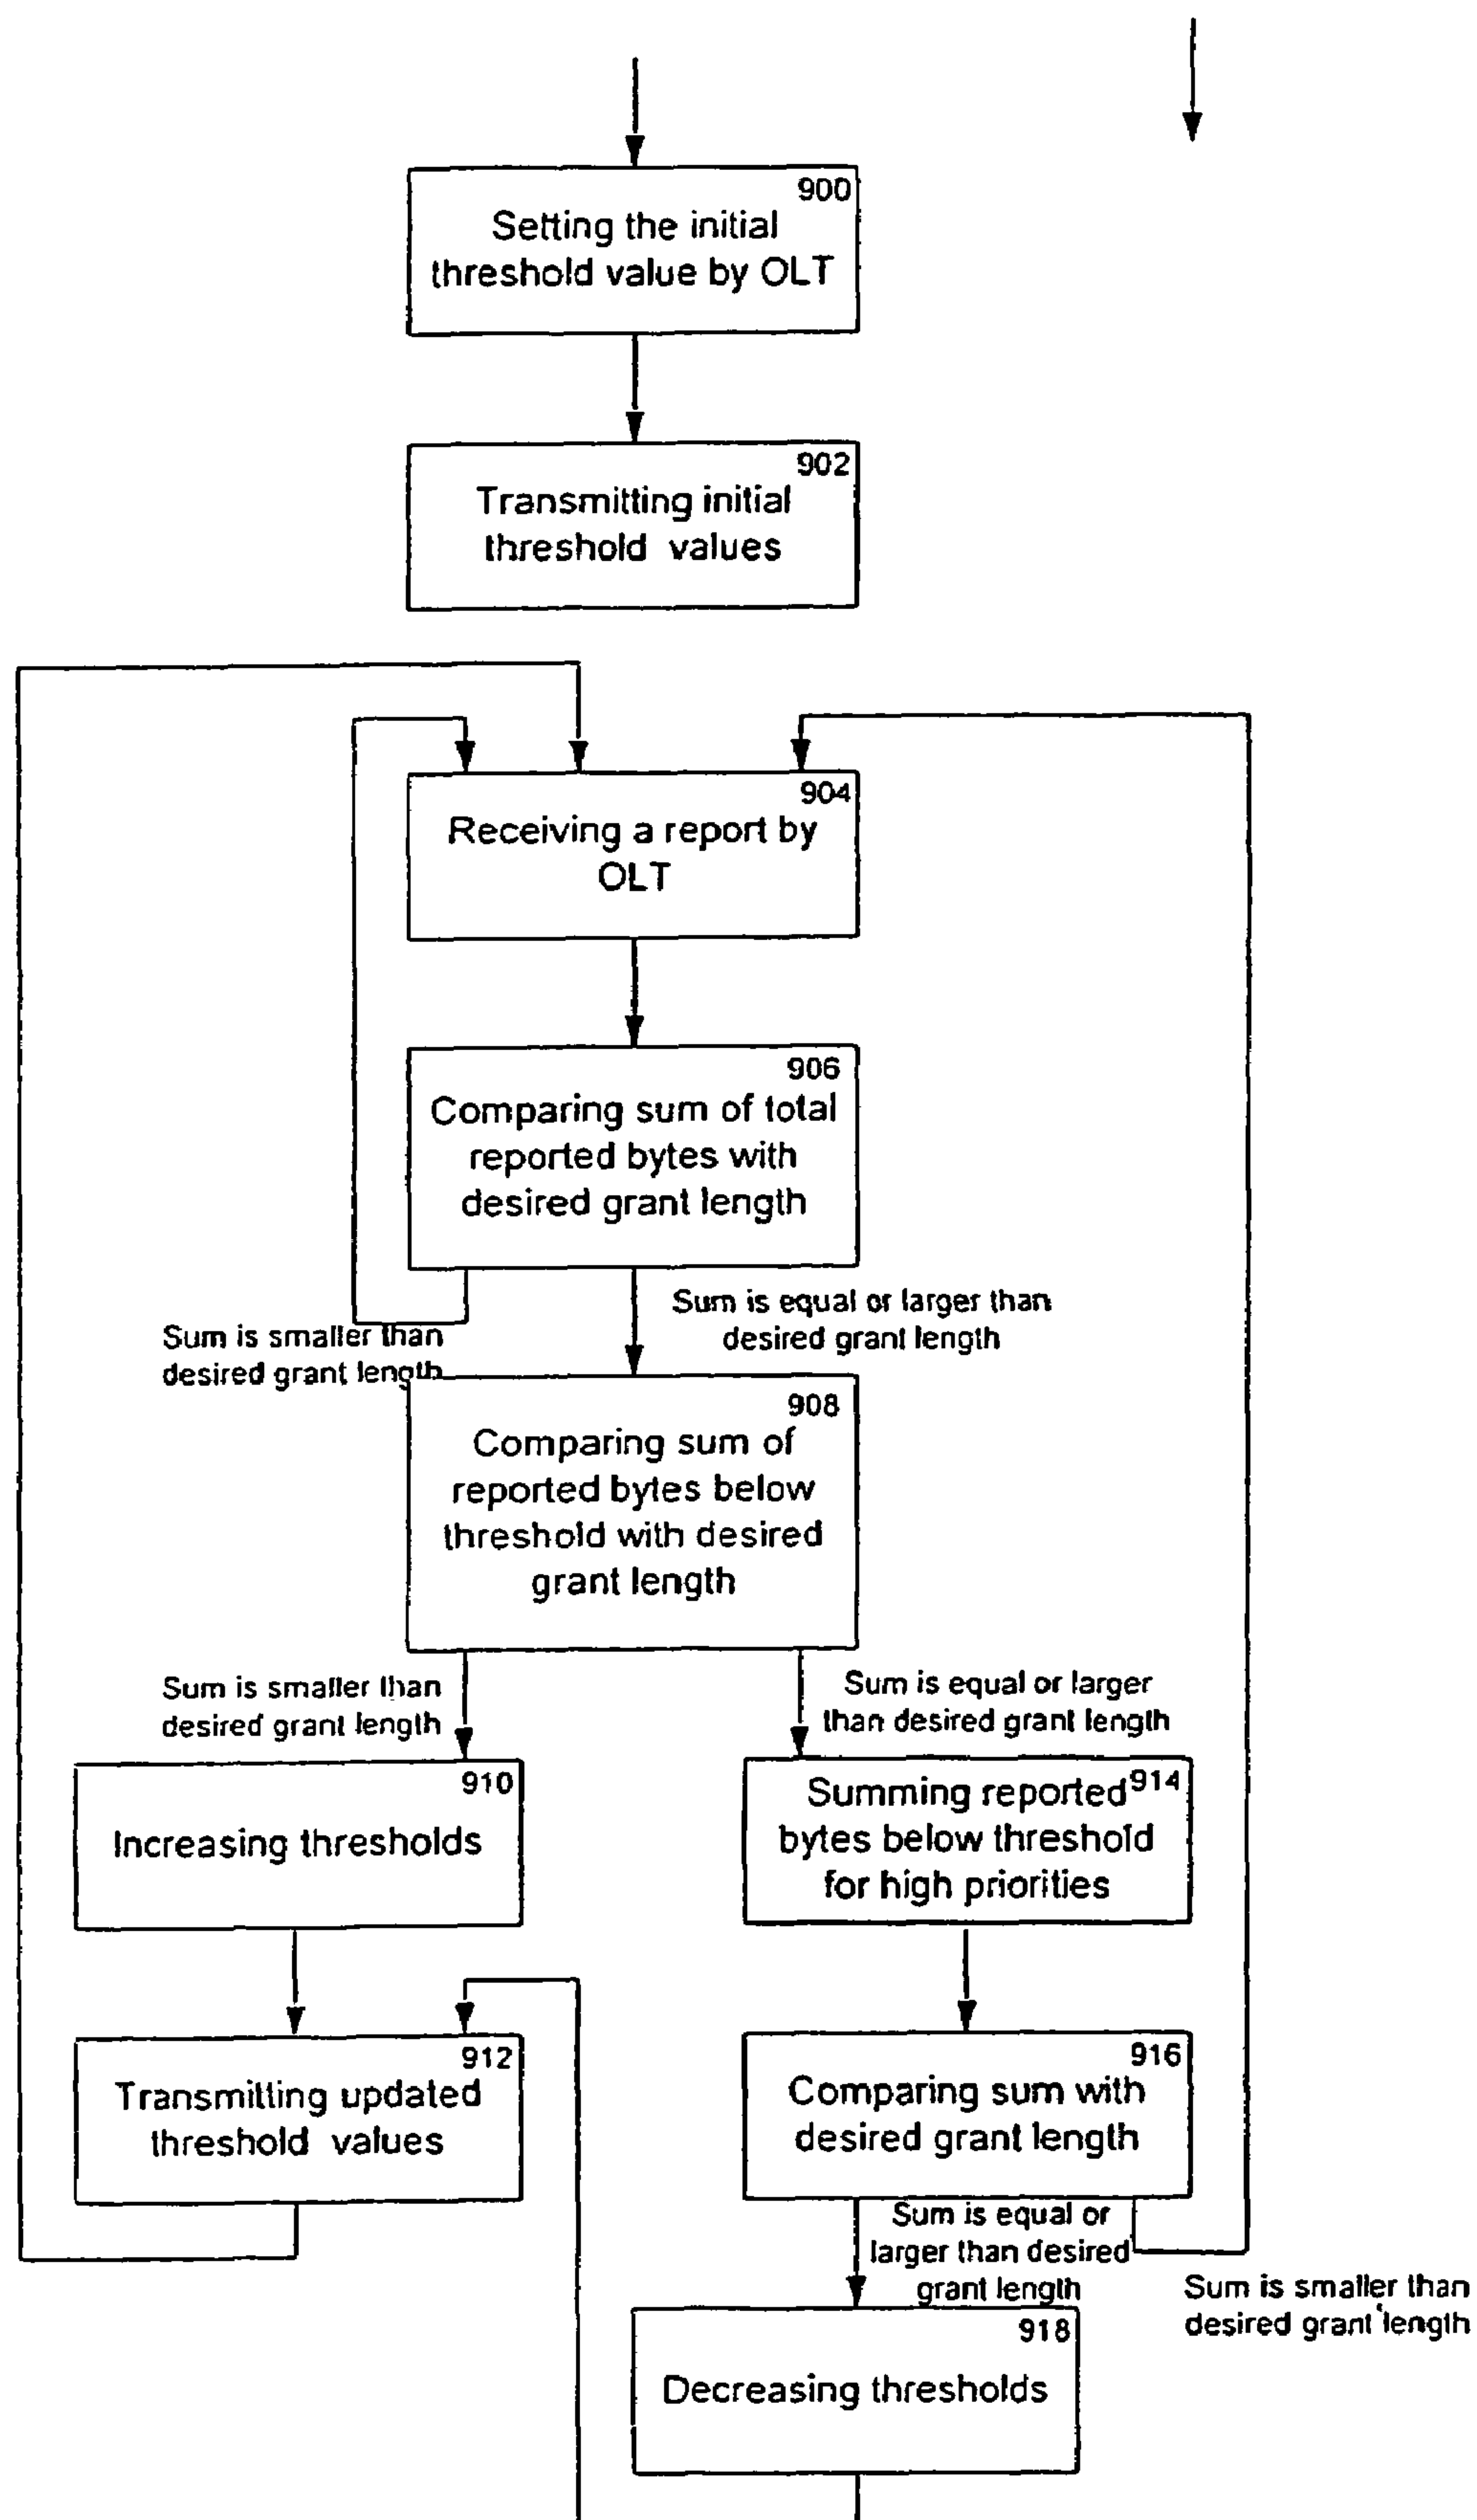 900
Setting the initial
threshold value by OLT
902
Transmitting initial
threshold values
904
Receiving a report by
OLT
906
Comparing sum of total
reported bytes with
desired grant length
Sum is equal or larger than
desired grant length
Sum is smaller than
desired grant length
908
Comparing sum of
reported bytes below
threshold with desired
grant length
Sum is smaller than
desired grant length
Sum is equal or larger
than desired grant length
910
Increasing thresholds
914
Summing reported
bytes below threshold
for high priorities
912
Transmitting updated
threshold values
916
Comparing sum with
desired grant length
Sum is equal or
larger than desired
grant length
Sum is smaller than
desired grant length
918
Decreasing thresholds